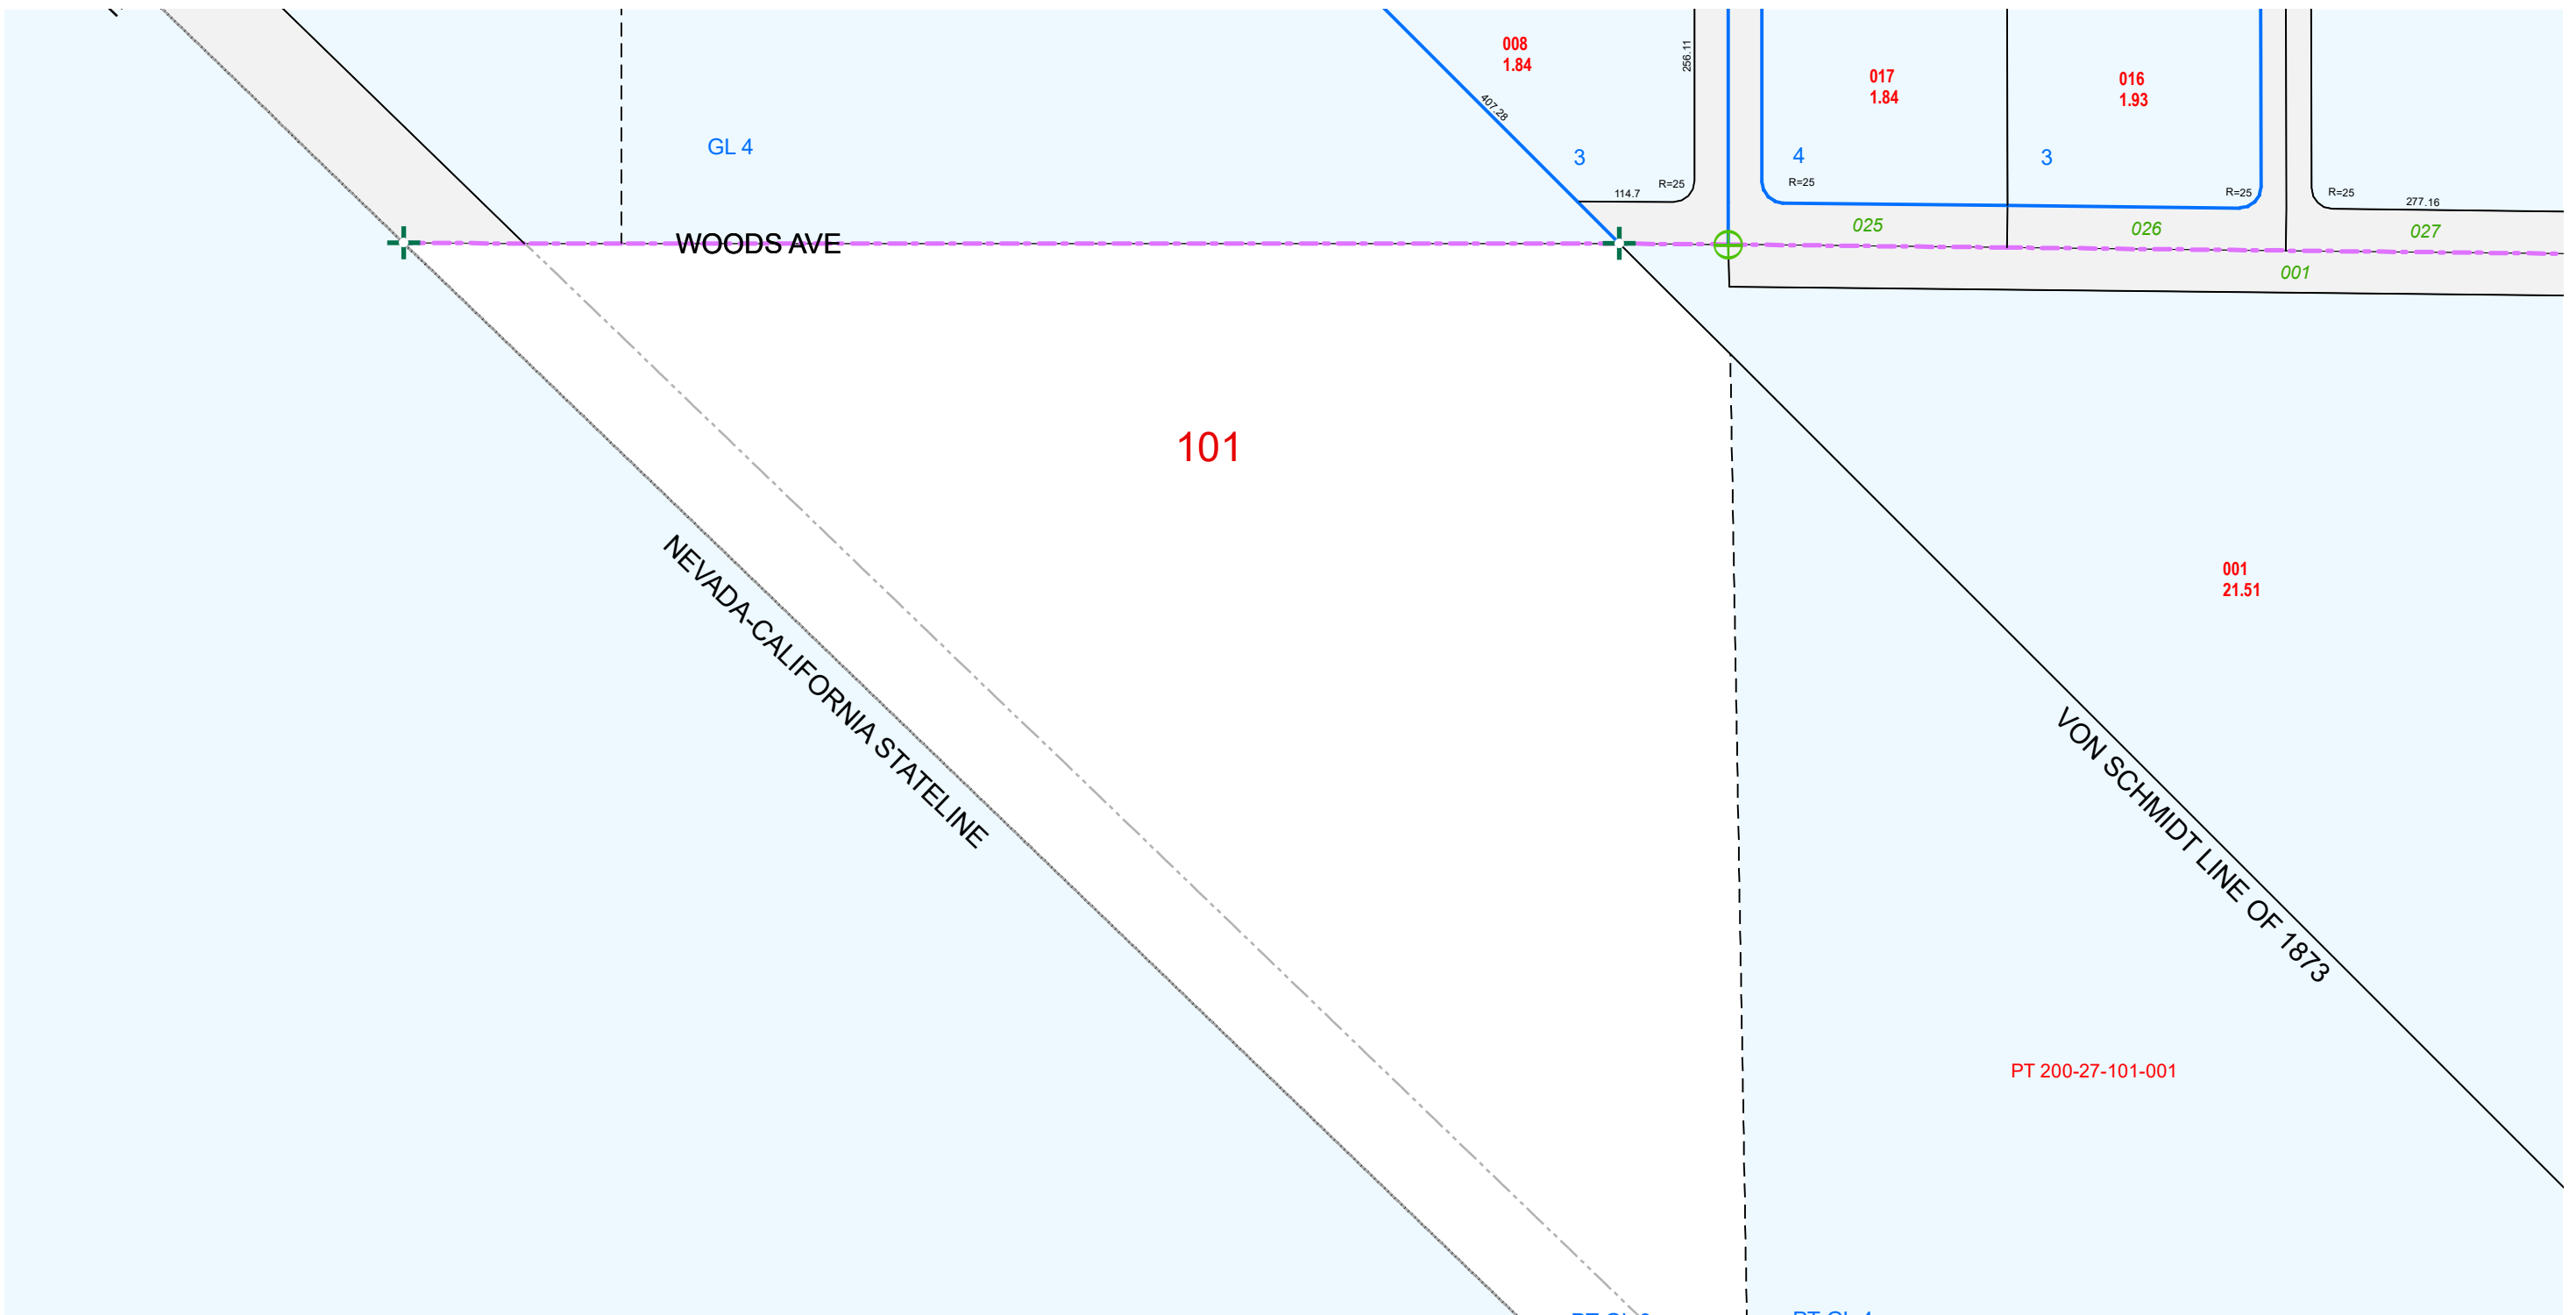 008
1.84
256.11
407.28
017
1.84
016
1.93
GL 4
3
4
3
R=25
R=25
R=25
R=25
114.7
277.16
025
026
027
WOODS AVE
001
101
NEVADA-CALIFORNIA STATELINE
001
21.51
VON SCHMIDT LINE OF 1873
PT 200-27-101-001